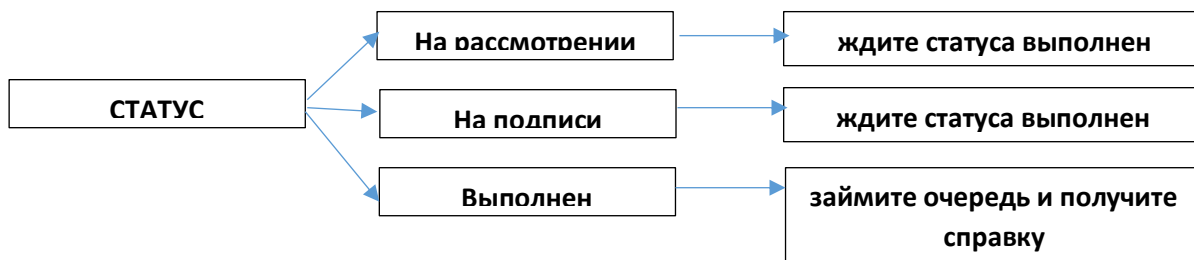 На рассмотрении
ждите статуса выполнен
СТАТУС
На подписи
ждите статуса выполнен
Выполнен
займите очередь и получите
справку